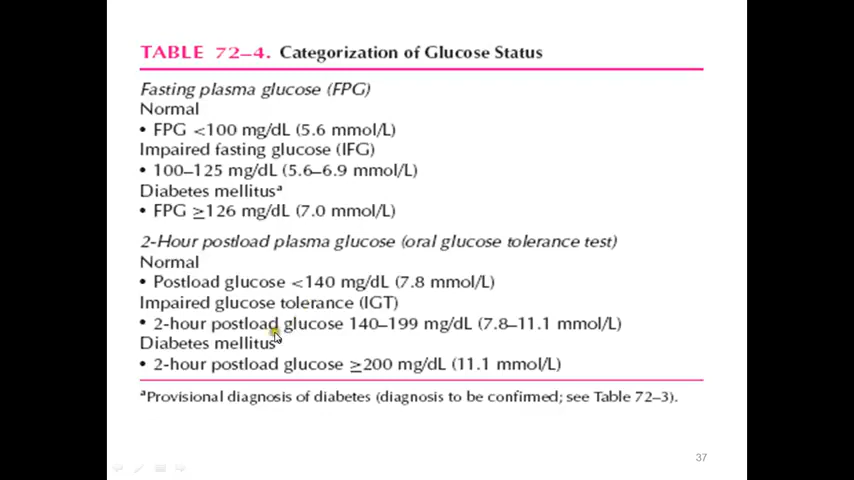 TABLE 72–4. Categorization of Glucose Status
Fasting plasma glucose (FPG)
Normal
• FPG <100 mg/dL (5.6 mmol/L)
Impaired fasting glucose (IFG)
• 100–125 mg/dL (5.6–6.9 mmol/L)
Diabetes mellitusᵃ
• FPG ≥126 mg/dL (7.0 mmol/L)
2-Hour postload plasma glucose (oral glucose tolerance test)
Normal
• Postload glucose <140 mg/dL (7.8 mmol/L)
Impaired glucose tolerance (IGT)
• 2-hour postload glucose 140–199 mg/dL (7.8–11.1 mmol/L)
Diabetes mellitusᵃ
• 2-hour postload glucose ≥200 mg/dL (11.1 mmol/L)
ᵃProvisional diagnosis of diabetes (diagnosis to be confirmed; see Table 72–3).
37